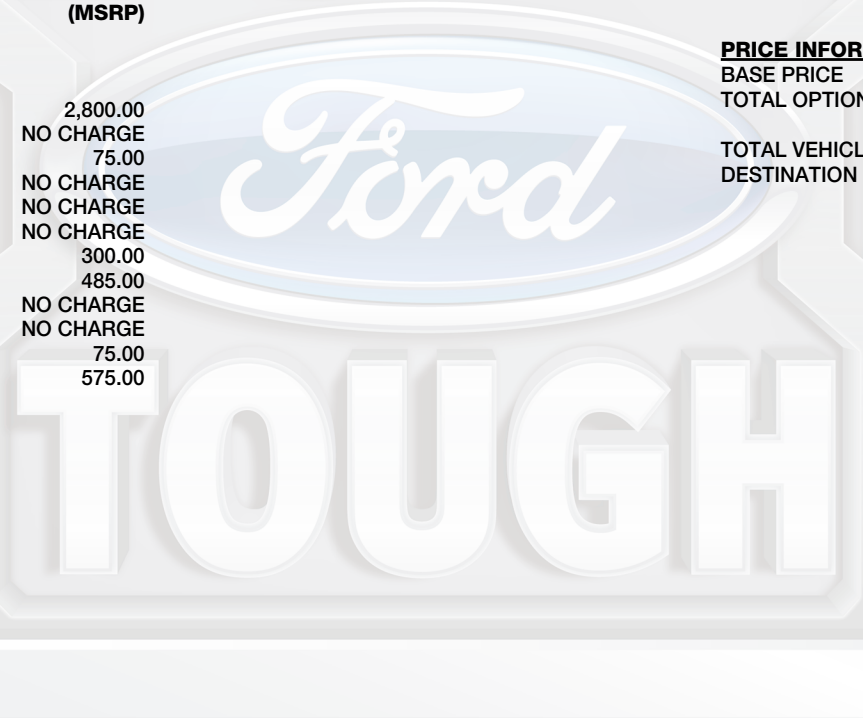 (MSRP)
2,800.00
NO CHARGE
75.00
NO CHARGE
NO CHARGE
NO CHARGE
300.00
485.00
NO CHARGE
NO CHARGE
75.00
575.00
PRICE INFOR
BASE PRICE
TOTAL OPTION
TOTAL VEHICL
DESTINATION
Ford
TOUGH